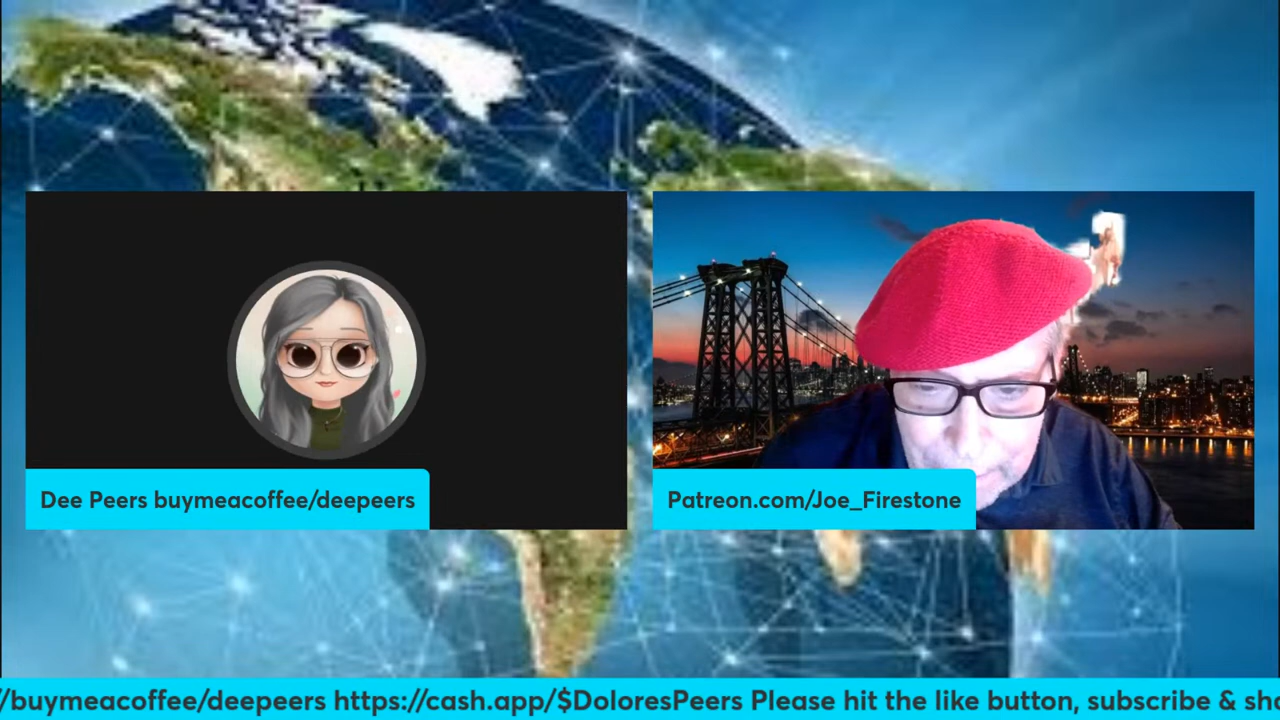 Dee Peers buymeacoffee/deepeers
Patreon.com/Joe_Firestone
/buymeacoffee/deepeers https://cash.app/$DoloresPeers Please hit the like button, subscribe &